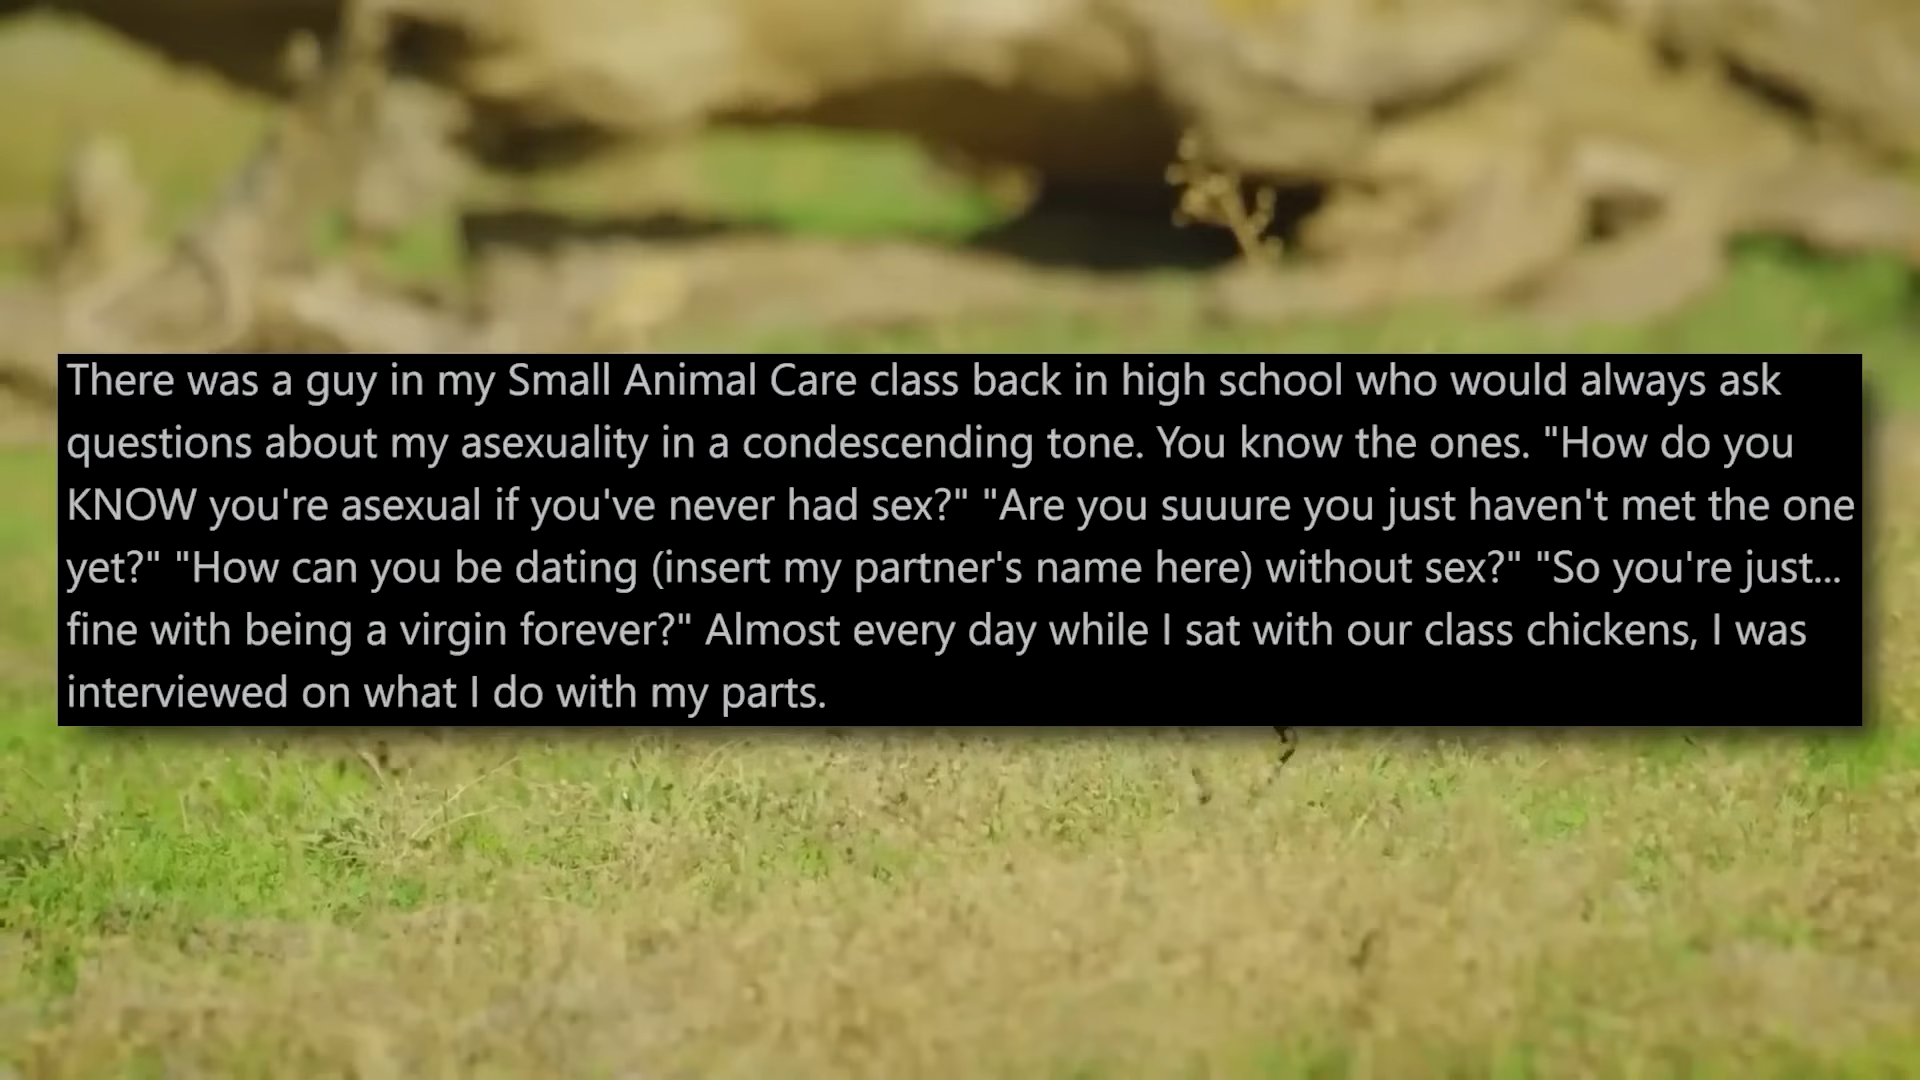 There was a guy in my Small Animal Care class back in high school who would always ask
questions about my asexuality in a condescending tone. You know the ones. "How do you
KNOW you're asexual if you've never had sex?" "Are you suuure you just haven't met the one
yet?" "How can you be dating (insert my partner's name here) without sex?" "So you're just...
fine with being a virgin forever?" Almost every day while I sat with our class chickens, I was
interviewed on what I do with my parts.